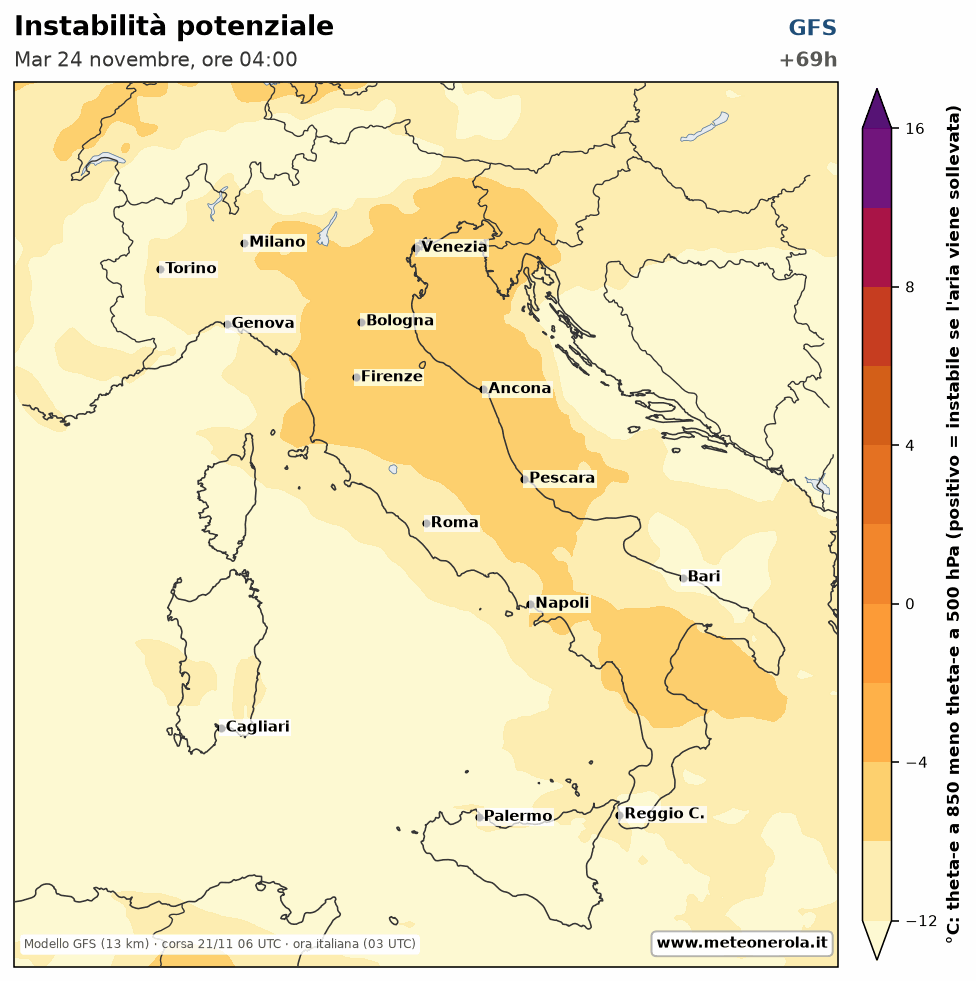 Instabilità potenziale
GFS
Mar 24 novembre, ore 04:00
+69h
Milano
Venezia
Torino
Genova
Bologna
Firenze
Ancona
Pescara
Roma
Bari
Napoli
Cagliari
Palermo
Reggio C.
Modello GFS (13 km) · corsa 21/11 06 UTC · ora italiana (03 UTC)
www.meteonerola.it
16
8
4
0
−4
−12
°C: theta-e a 850 meno theta-e a 500 hPa (positivo = instabile se l'aria viene sollevata)